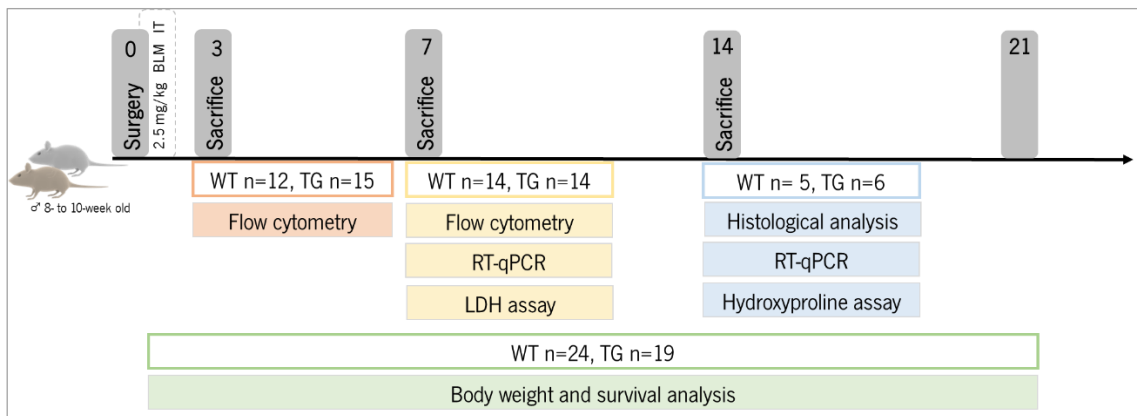 0
Surgery
2.5 mg/kg BLM IT
3
Sacrifice
7
Sacrifice
14
Sacrifice
21
♂ 8- to 10-week old
WT n=12, TG n=15
Flow cytometry
WT n=14, TG n=14
Flow cytometry
RT-qPCR
LDH assay
WT n= 5, TG n=6
Histological analysis
RT-qPCR
Hydroxyproline assay
WT n=24, TG n=19
Body weight and survival analysis